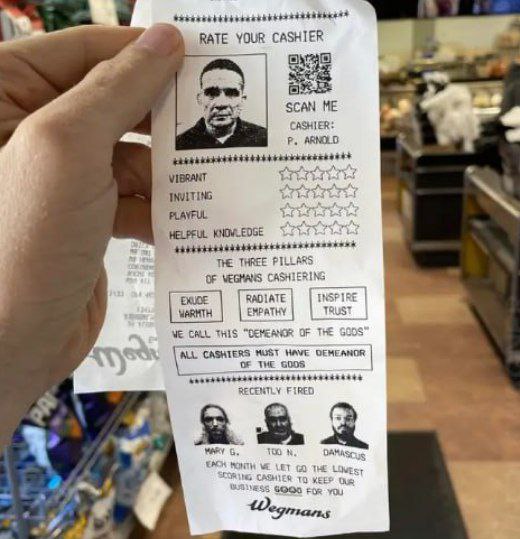 RATE YOUR CASHIER
SCAN ME
CASHIER:
P. ARNOLD
VIBRANT
INVITING
PLAYFUL
HELPFUL KNOWLEDGE
THE THREE PILLARS
OF WEGMANS CASHIERING
EXUDE
WARMTH
RADIATE
EMPATHY
INSPIRE
TRUST
WE CALL THIS "DEMEANOR OF THE GODS"
ALL CASHIERS MUST HAVE DEMEANOR
OF THE GODS
RECENTLY FIRED
MARY G.
TOD N.
DAMASCUS
EACH MONTH WE LET GO THE LOWEST
SCORING CASHIER TO KEEP OUR
BUSINESS GOOD FOR YOU
Wegmans